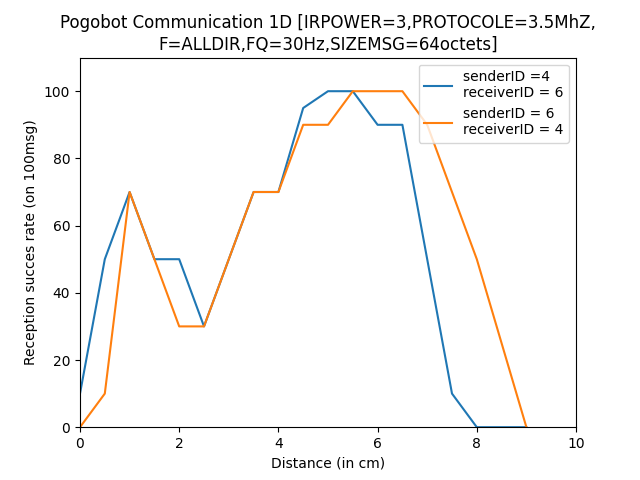 Pogobot Communication 1D [IRPOWER=3,PROTOCOLE=3.5MhZ,
F=ALLDIR,FQ=30Hz,SIZEMSG=64octets]
senderID =4
receiverID = 6
senderID = 6
receiverID = 4
Reception succes rate (on 100msg)
100
80
60
40
20
0
0 2 4 6 8 10
Distance (in cm)